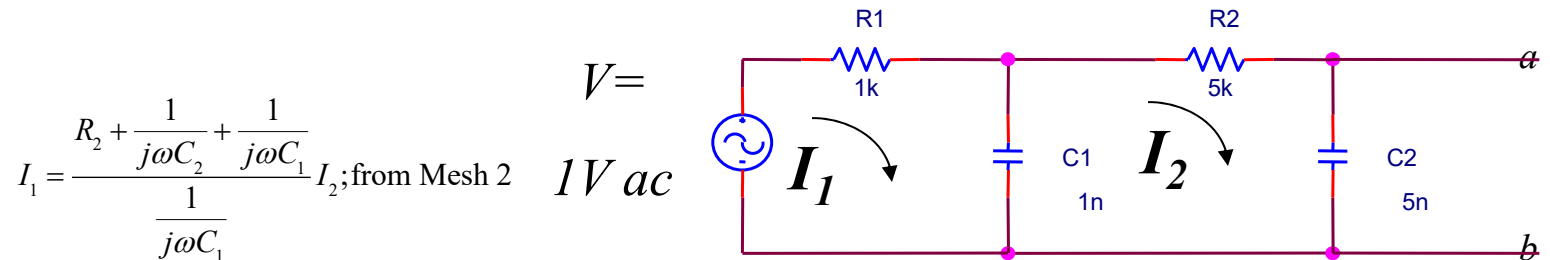 I₁ = (R₂ + 1/(jωC₂) + 1/(jωC₁)) / (1/(jωC₁)) I₂; from Mesh 2
V=
1V ac
R1
1k
R2
5k
a
I₁
C1
1n
I₂
C2
5n
b